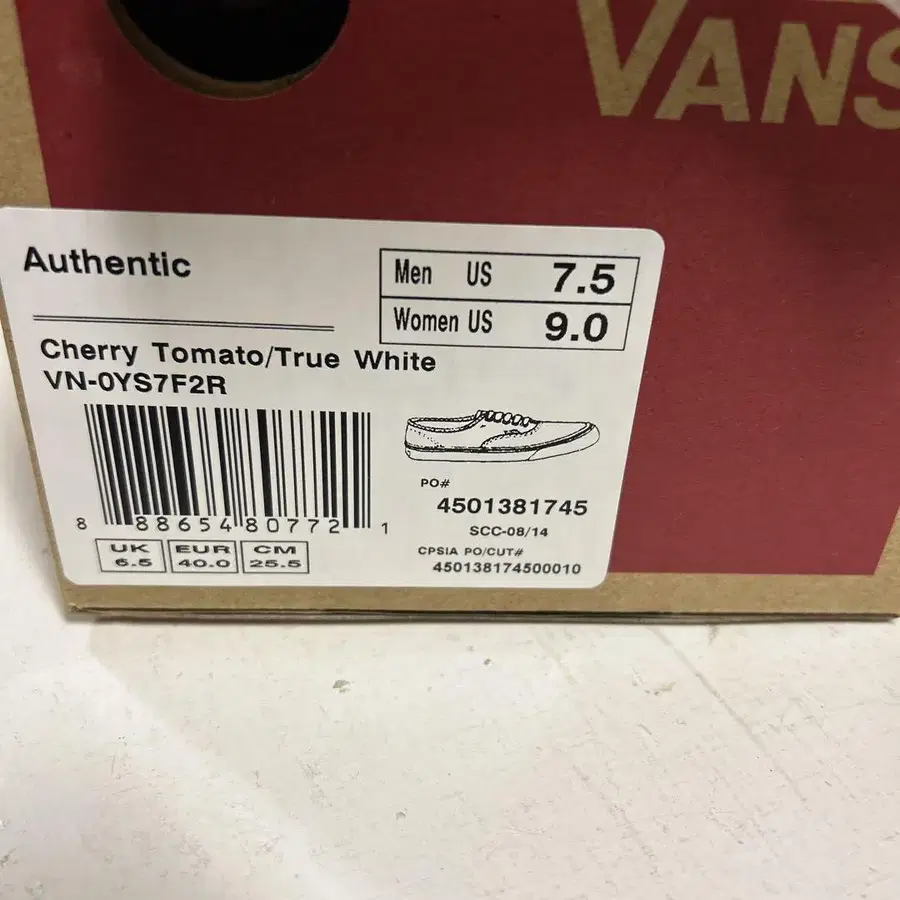 VANS
Authentic
Men US 7.5
Women US 9.0
Cherry Tomato/True White
VN-0YS7F2R
8 88654 80772 1
PO#
4501381745
SCC-08/14
CPSIA PO/CUT#
450138174500010
UK EUR CM
6.5 40.0 25.5